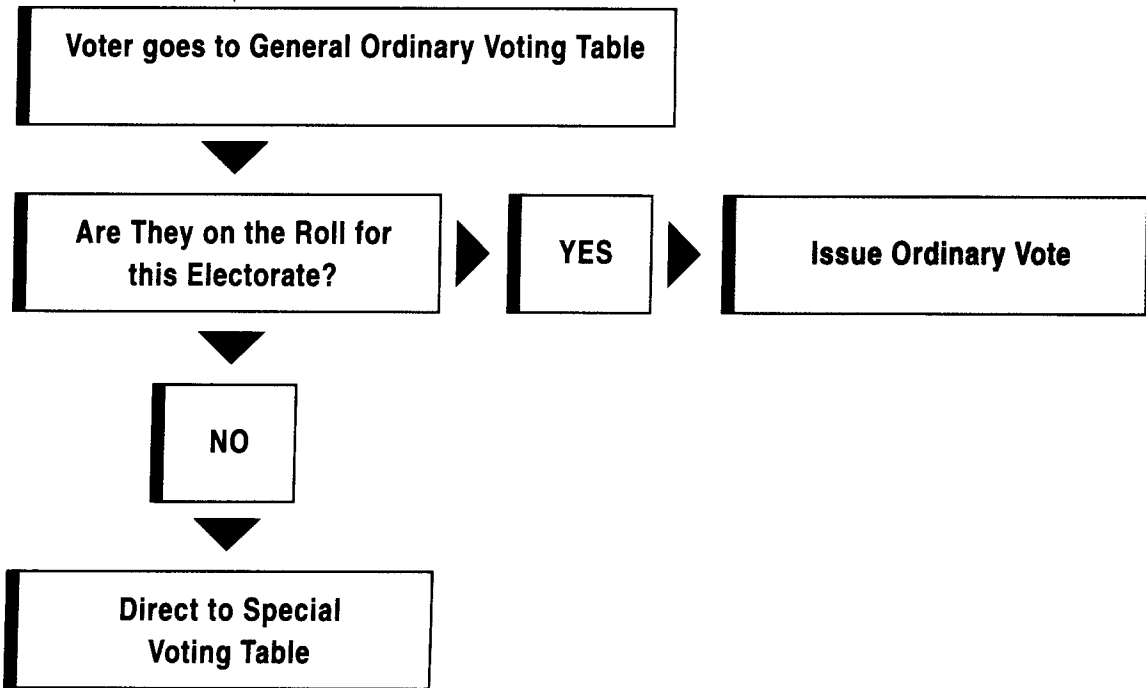 Voter goes to General Ordinary Voting Table
Are They on the Roll for
this Electorate?
YES
Issue Ordinary Vote
NO
Direct to Special
Voting Table